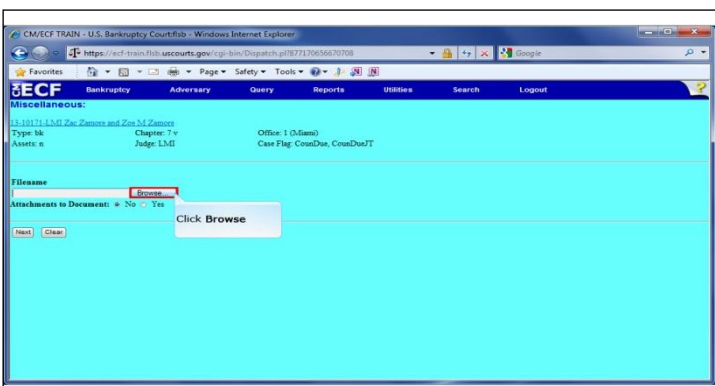 CM/ECF TRAIN - U.S. Bankruptcy Court:flsb - Windows Internet Explorer
https://ecf-train.flsb.uscourts.gov/cgi-bin/Dispatch.pl?877170656670708
Google
Favorites Page Safety Tools
ECF Bankruptcy Adversary Query Reports Utilities Search Logout ?
Miscellaneous:
13-10171-LMI Zac Zamore and Zoe M Zamore
Type: bk Chapter: 7 v Office: 1 (Miami)
Assets: n Judge: LMI Case Flag: CounDue, CounDueJT
Filename
Browse...
Attachments to Document: No Yes
Click Browse
Next Clear